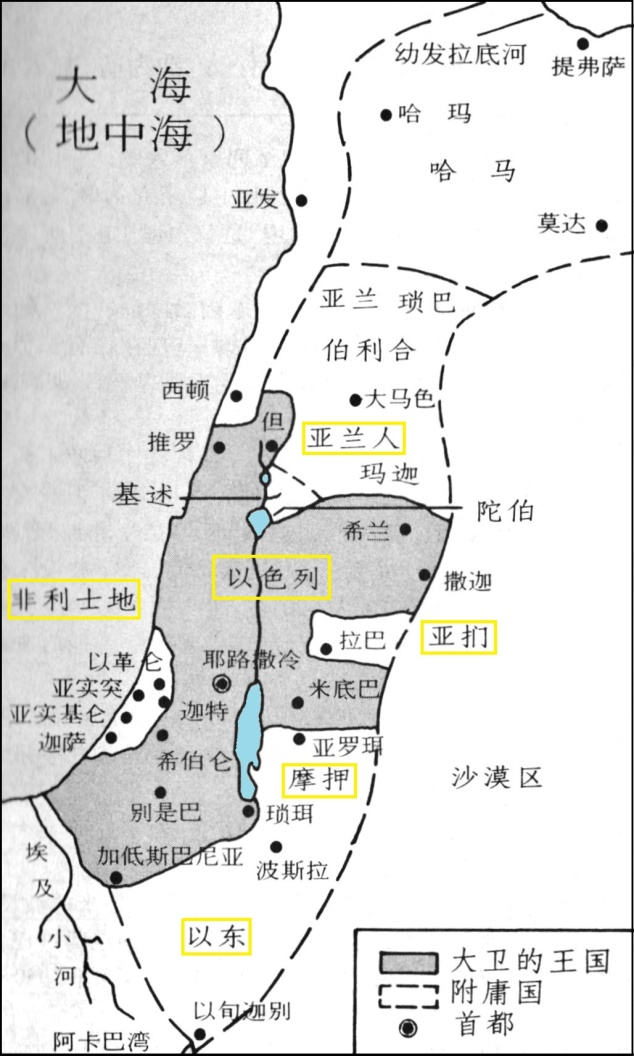 大 海
（地中海）
幼发拉底河
提弗萨
哈 玛
哈 马
亚发
莫达
亚兰 琐巴
伯利合
西顿
大马色
但
推罗
亚兰人
玛迦
基述
陀伯
希兰
以色列
撒迦
非利士地
亚扪
拉巴
以革仑
耶路撒冷
亚实突
米底巴
亚实基仑
迦特
迦萨
亚罗珥
希伯仑
摩押
沙漠区
别是巴
琐珥
埃及小河
加低斯巴尼亚
波斯拉
以东
以旬迦别
阿卡巴湾
大卫的王国
附庸国
首都